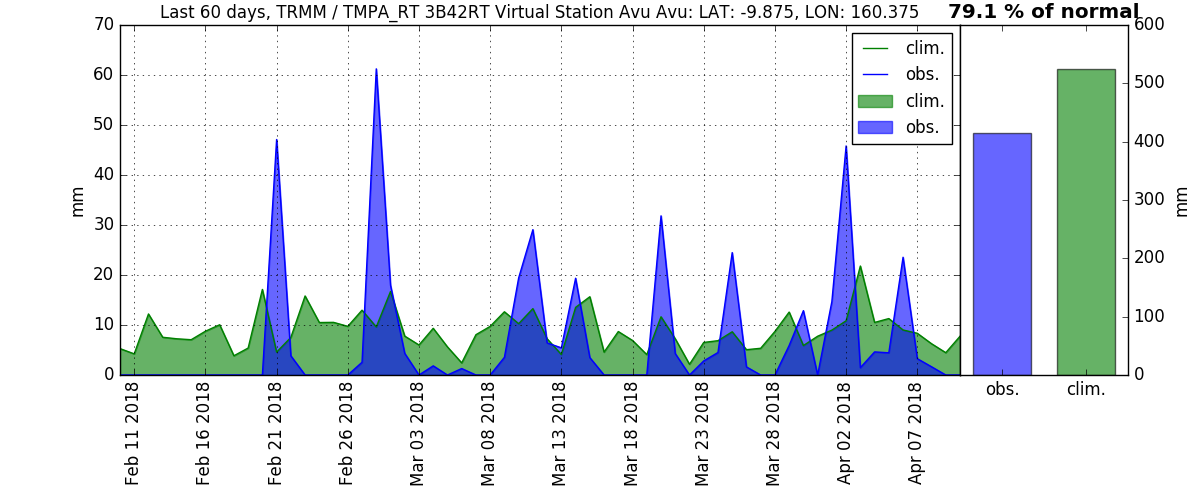 Last 60 days, TRMM / TMPA_RT 3B42RT Virtual Station Avu Avu: LAT: -9.875, LON: 160.375
79.1 % of normal
70
60
50
40
30
20
10
0
mm
clim.
obs.
clim.
obs.
Feb 11 2018
Feb 16 2018
Feb 21 2018
Feb 26 2018
Mar 03 2018
Mar 08 2018
Mar 13 2018
Mar 18 2018
Mar 23 2018
Mar 28 2018
Apr 02 2018
Apr 07 2018
600
500
400
300
200
100
0
mm
obs.
clim.